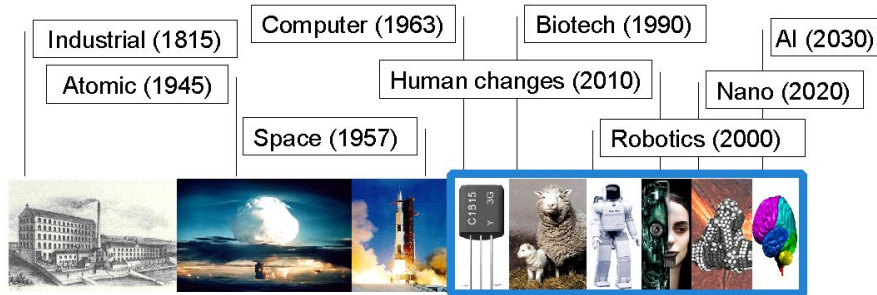 Industrial (1815)
Computer (1963)
Biotech (1990)
AI (2030)
Atomic (1945)
Human changes (2010)
Nano (2020)
Space (1957)
Robotics (2000)
C1815
Y 3G